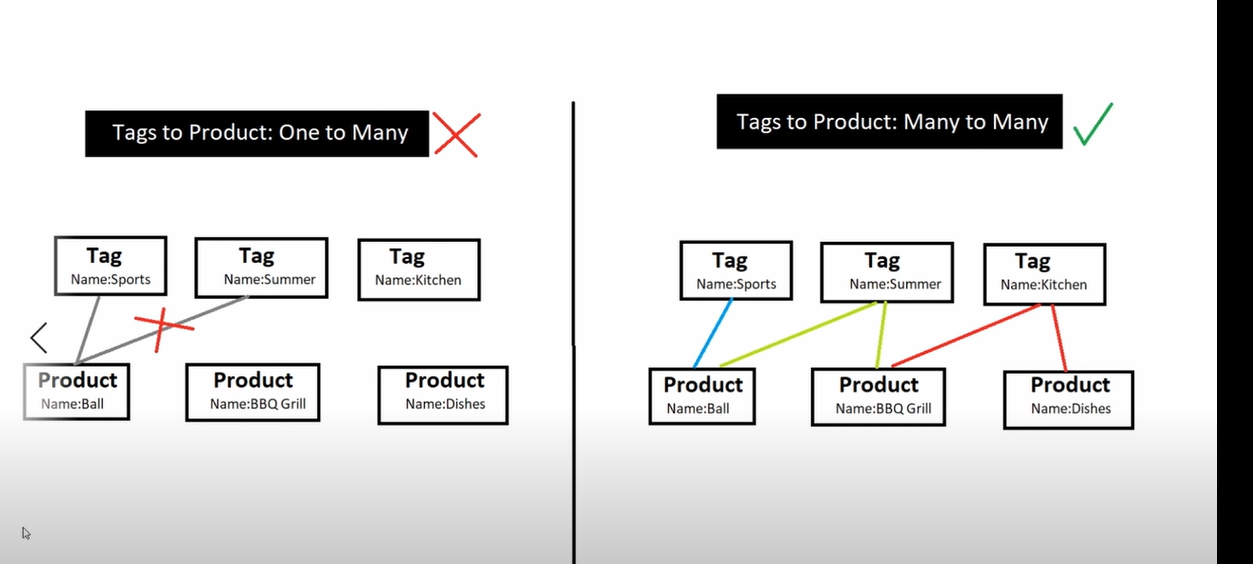 Tags to Product: One to Many
Tag
Name:Sports
Tag
Name:Summer
Tag
Name:Kitchen
Product
Name:Ball
Product
Name:BBQ Grill
Product
Name:Dishes
Tags to Product: Many to Many
Tag
Name:Sports
Tag
Name:Summer
Tag
Name:Kitchen
Product
Name:Ball
Product
Name:BBQ Grill
Product
Name:Dishes